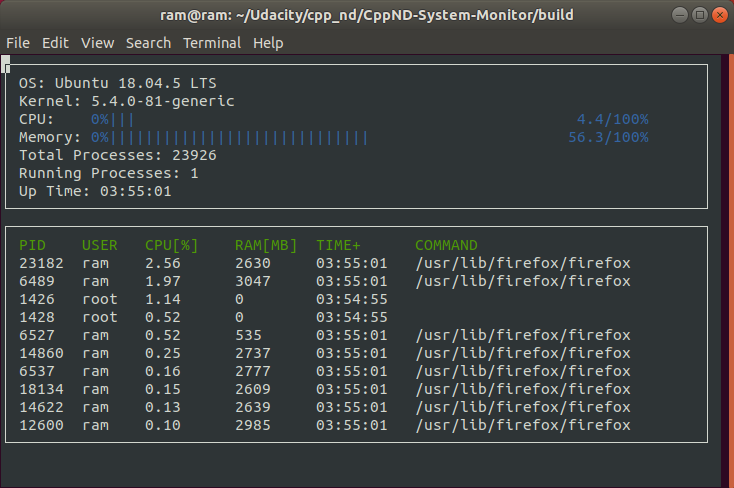 ram@ram: ~/Udacity/cpp_nd/CppND-System-Monitor/build
File Edit View Search Terminal Help
OS: Ubuntu 18.04.5 LTS
Kernel: 5.4.0-81-generic
CPU: 0%||| 4.4/100%
Memory: 0%||||||||||||||||||||||||||||| 56.3/100%
Total Processes: 23926
Running Processes: 1
Up Time: 03:55:01
PID USER CPU[%] RAM[MB] TIME+ COMMAND
23182 ram 2.56 2630 03:55:01 /usr/lib/firefox/firefox
6489 ram 1.97 3047 03:55:01 /usr/lib/firefox/firefox
1426 root 1.14 0 03:54:55
1428 root 0.52 0 03:54:55
6527 ram 0.52 535 03:55:01 /usr/lib/firefox/firefox
14860 ram 0.25 2737 03:55:01 /usr/lib/firefox/firefox
6537 ram 0.16 2777 03:55:01 /usr/lib/firefox/firefox
18134 ram 0.15 2609 03:55:01 /usr/lib/firefox/firefox
14622 ram 0.13 2639 03:55:01 /usr/lib/firefox/firefox
12600 ram 0.10 2985 03:55:01 /usr/lib/firefox/firefox